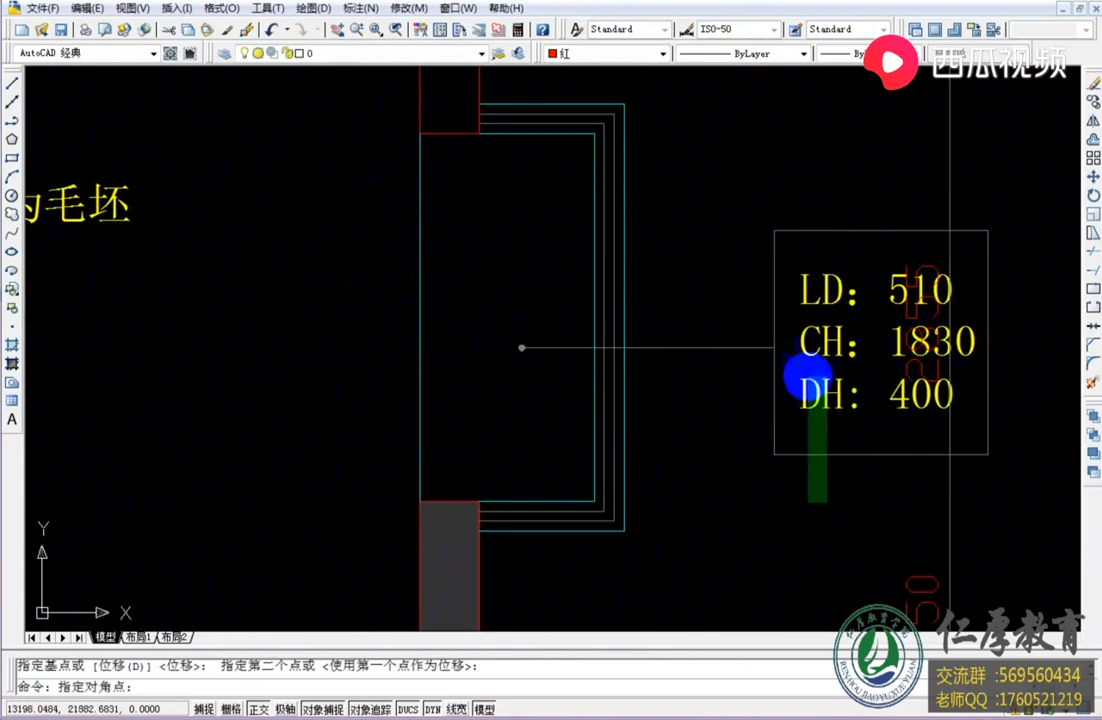 文件(F) 编辑(E) 视图(V) 插入(I) 格式(O) 工具(T) 绘图(D) 标注(N) 修改(M) 窗口(W) 帮助(H)
Standard ISO-50 Standard
AutoCAD 经典 0 红 ByLayer
西瓜视频
为毛坯
LD: 510
CH: 1830
DH: 400
50
Y
X
模型 布局1 布局2
仁厚教育
交流群 :569560434
老师QQ :1760521219
指定基点或 [位移(D)] <位移>: 指定第二个点或 <使用第一个点作为位移>:
命令: 指定对角点:
13198.0484, 21882.6831, 0.0000 捕捉 栅格 正交 极轴 对象捕捉 对象追踪 DUCS DYN 线宽 模型